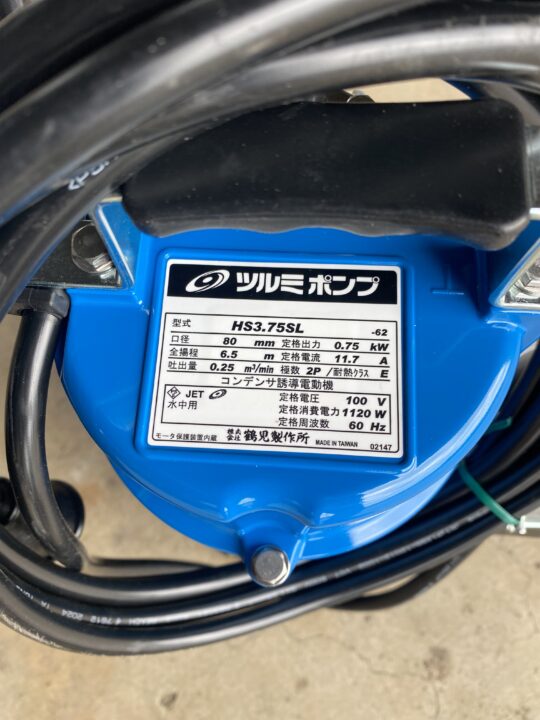 ツルミポンプ
型式 HS3.75SL -62
口径 80 mm 定格出力 0.75 kW
全揚程 6.5 m 定格電流 11.7 A
吐出量 0.25 m³/min 極数 2P /耐熱クラス E
コンデンサ誘導電動機
JET
水中用
定格電圧 100 V
定格消費電力 1120 W
定格周波数 60 Hz
モータ保護装置内蔵 株式会社 鶴見製作所 MADE IN TAIWAN 02147